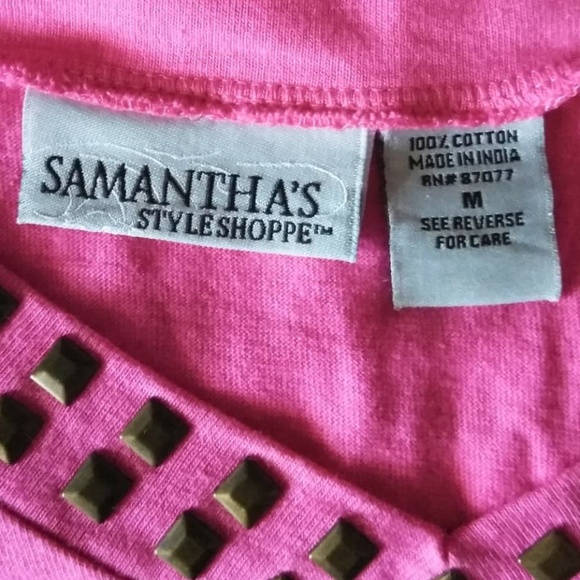 SAMANTHA'S
STYLE SHOPPE™
100% COTTON
MADE IN INDIA
RN# 87077
M
SEE REVERSE
FOR CARE